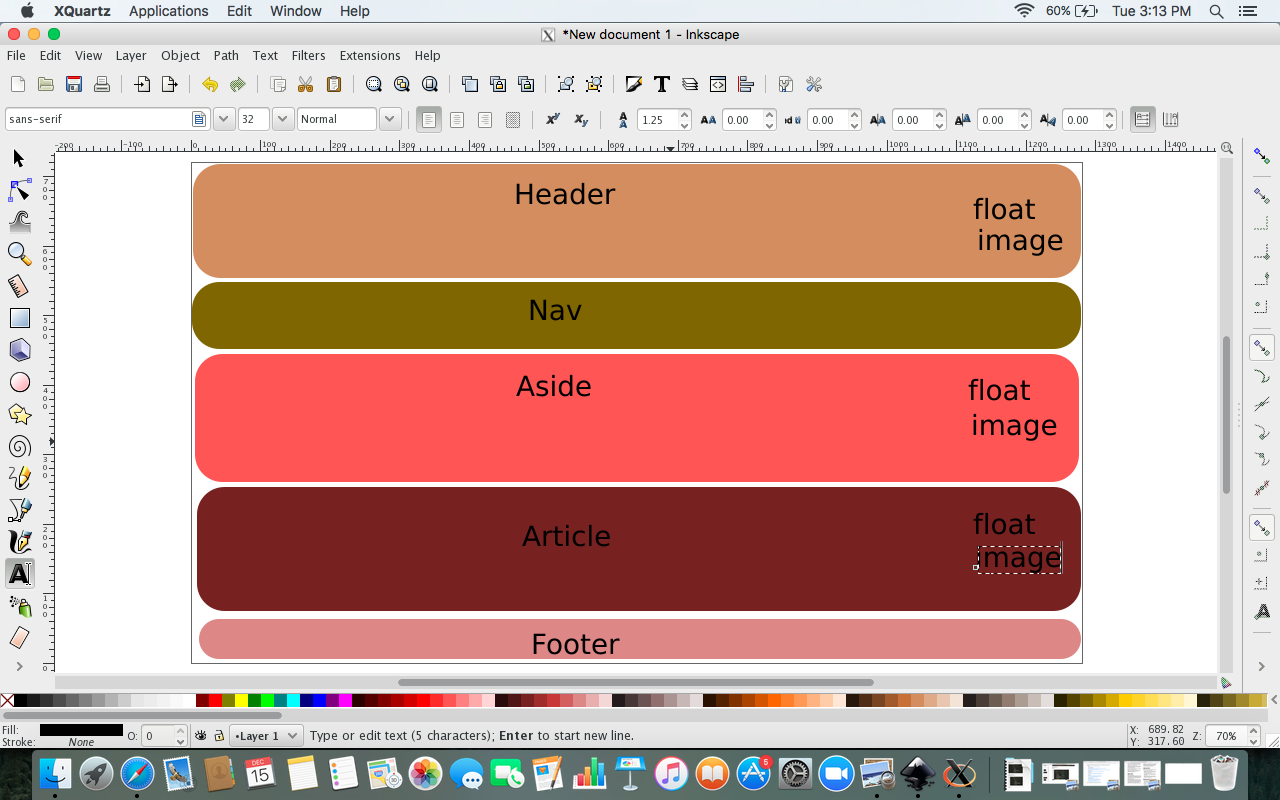 XQuartz Applications Edit Window Help 60% Tue 3:13 PM
*New document 1 - Inkscape
File Edit View Layer Object Path Text Filters Extensions Help
sans-serif 32 Normal 1.25 0.00 0.00 0.00 0.00 0.00
-200 -100 0 100 200 300 400 500 600 700 800 900 1000 1100 1200 1300 1400
Header
float
image
Nav
Aside
float
image
Article
float
image
Footer
Fill: O: 0 •Layer 1 Type or edit text (5 characters); Enter to start new line. X: 689.82 Z: 70%
Stroke: None Y: 317.60
DEC
15
5